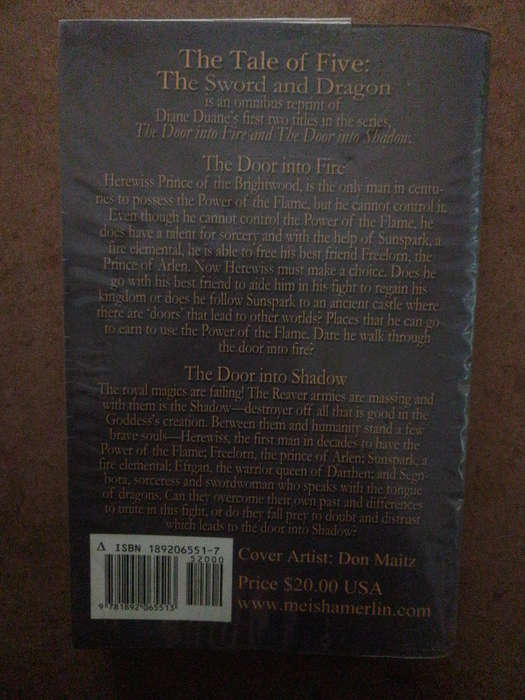 The Tale of Five:
The Sword and Dragon
is an omnibus reprint of
Diane Duane's first two titles in the series,
The Door into Fire and The Door into Shadow.
The Door into Fire
Herewiss Prince of the Brightwood, is the only man in centu-
ries to possess the Power of the Flame, but he cannot control it.
Even though he cannot control the Power of the Flame, he
does have a talent for sorcery and with the help of Sunspark, a
fire elemental, he is able to free his best friend Freelorn, the
Prince of Arlen. Now Herewiss must make a choice. Does he
go with his best friend to aide him in his fight to regain his
kingdom or does he follow Sunspark to an ancient castle where
there are 'doors' that lead to other worlds? Places that he can go
to earn to use the Power of the Flame. Dare he walk through
the door into fire?
The Door into Shadow
The royal magics are failing! The Reaver armies are massing and
with them is the Shadow—destroyer off all that is good in the
Goddess's creation. Between them and humanity stand a few
brave souls—Herewiss, the first man in decades to have the
Power of the Flame; Freelorn, the prince of Arlen; Sunspark, a
fire elemental; Eftgan, the warrior queen of Darthen; and Segn-
bora, sorceress and swordwoman who speaks with the tongue
of dragons. Can they overcome their own past and differences
to unite in this fight, or do they fall prey to doubt and distrust
which leads to the door into Shadow?
Δ ISBN 189206551-7
52000
9 781892 065513
Cover Artist: Don Maitz
Price $20.00 USA
www.meishamerlin.com